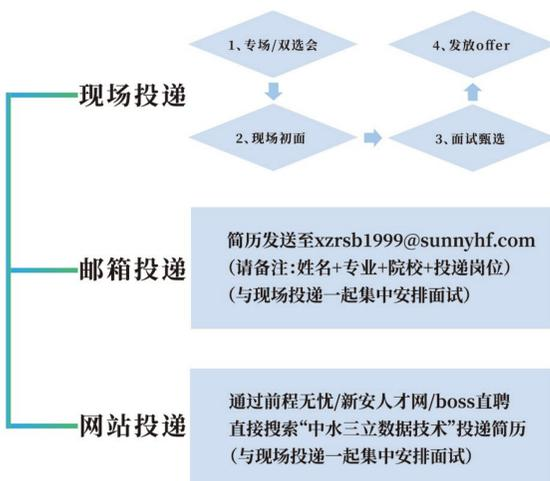 现场投递
1、专场/双选会
2、现场初面
3、面试甄选
4、发放offer
邮箱投递
简历发送至xzrsb1999@sunnyhf.com
(请备注:姓名+专业+院校+投递岗位)
(与现场投递一起集中安排面试)
网站投递
通过前程无忧/新安人才网/boss直聘
直接搜索“中水三立数据技术”投递简历
(与现场投递一起集中安排面试)